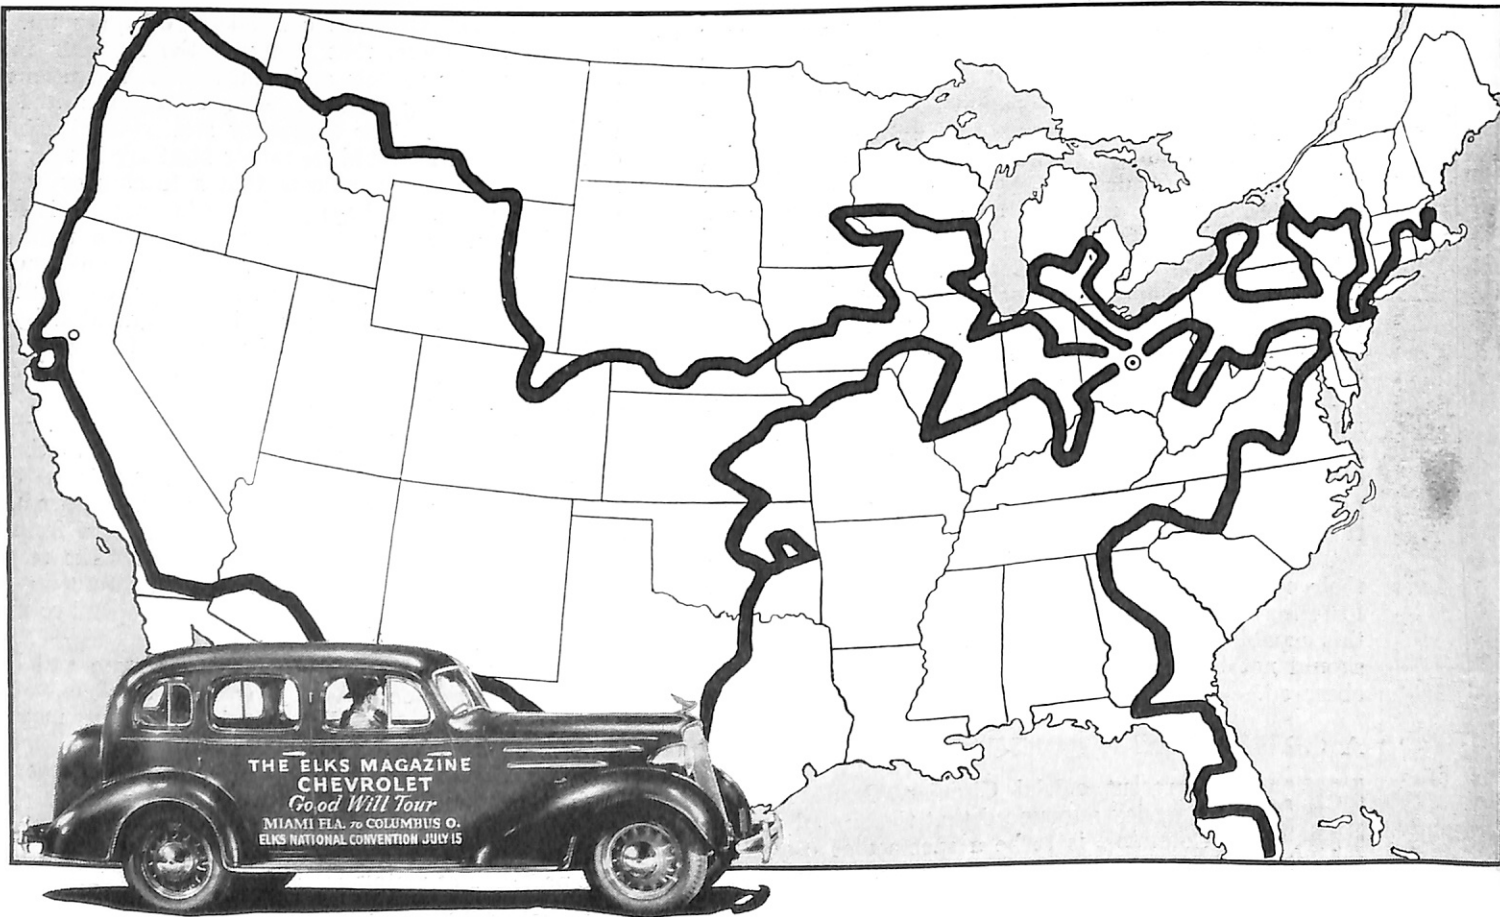 THE ELKS MAGAZINE
CHEVROLET
Good Will Tour
MIAMI FLA. TO COLUMBUS O.
ELKS NATIONAL CONVENTION JULY 15